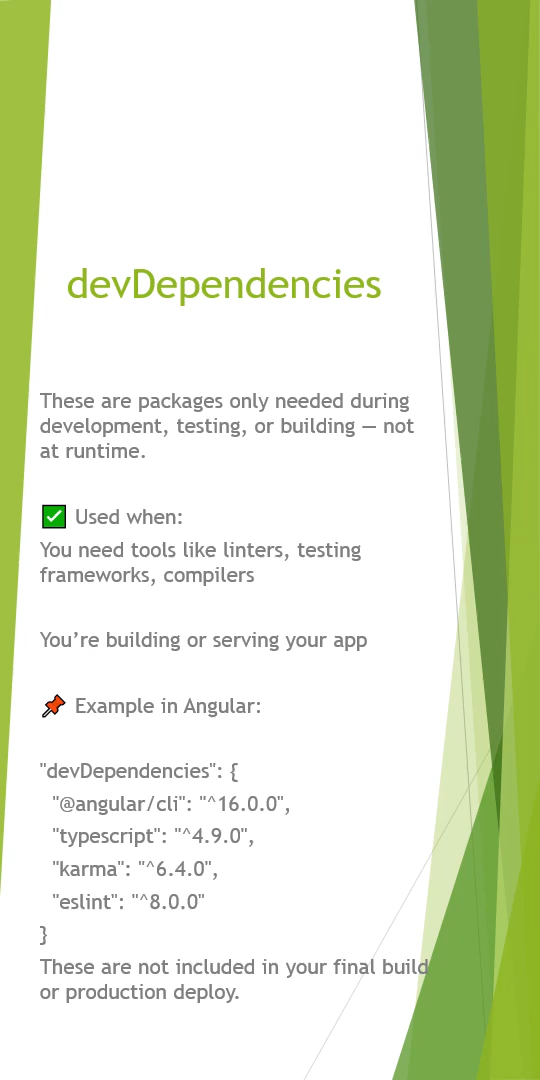 devDependencies
These are packages only needed during
development, testing, or building — not
at runtime.
✅ Used when:
You need tools like linters, testing
frameworks, compilers
You’re building or serving your app
📌 Example in Angular:
"devDependencies": {
"@angular/cli": "^16.0.0",
"typescript": "^4.9.0",
"karma": "^6.4.0",
"eslint": "^8.0.0"
}
These are not included in your final build
or production deploy.